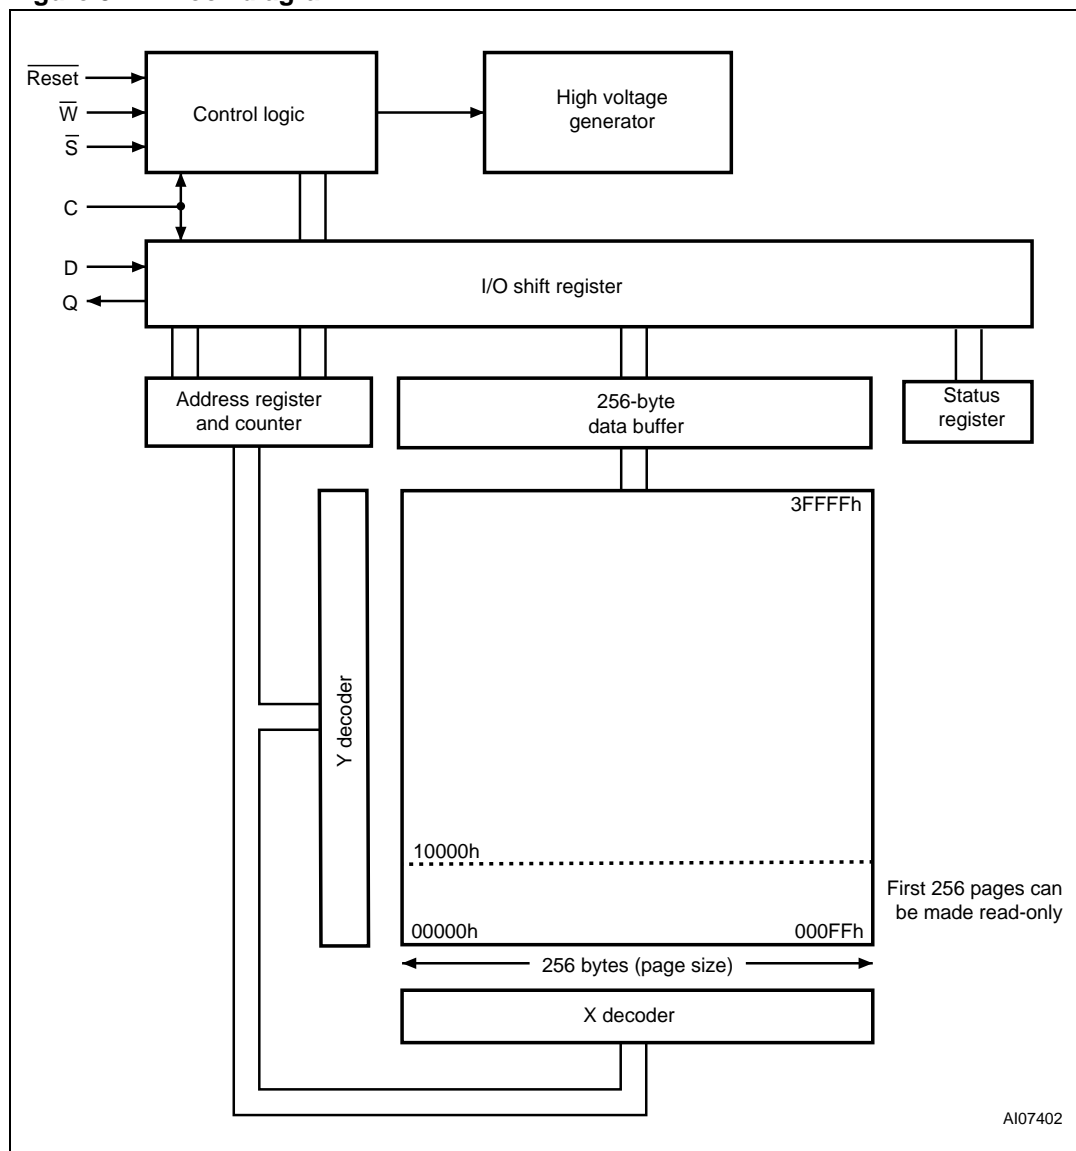 Reset
W
S
C
D
Q
Control logic
High voltage
generator
I/O shift register
Address register
and counter
256-byte
data buffer
Status
register
3FFFFh
Y decoder
10000h
First 256 pages can
be made read-only
00000h
000FFh
256 bytes (page size)
X decoder
AI07402